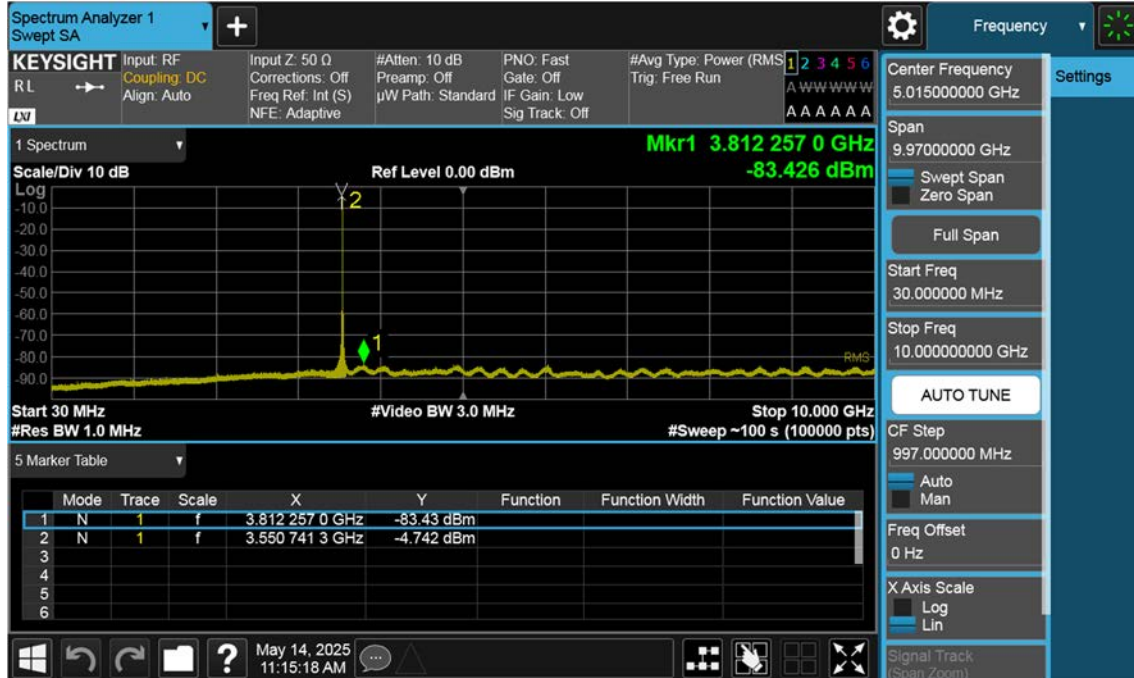 Spectrum Analyzer 1
Swept SA
+
Frequency
KEYSIGHT
RL
LXI
Input: RF
Coupling: DC
Align: Auto
Input Z: 50 Ω
Corrections: Off
Freq Ref: Int (S)
NFE: Adaptive
#Atten: 10 dB
Preamp: Off
µW Path: Standard
PNO: Fast
Gate: Off
IF Gain: Low
Sig Track: Off
#Avg Type: Power (RMS
Trig: Free Run
1 2 3 4 5 6
A W W W W W
A A A A A A
1 Spectrum
Mkr1 3.812 257 0 GHz
-83.426 dBm
Scale/Div 10 dB
Ref Level 0.00 dBm
Log
-10.0
-20.0
-30.0
-40.0
-50.0
-60.0
-70.0
-80.0
-90.0
2
1
RMS
Start 30 MHz
#Video BW 3.0 MHz
Stop 10.000 GHz
#Res BW 1.0 MHz
#Sweep ~100 s (100000 pts)
5 Marker Table
Mode Trace Scale X Y Function Function Width Function Value
1 N 1 f 3.812 257 0 GHz -83.43 dBm
2 N 1 f 3.550 741 3 GHz -4.742 dBm
3
4
5
6
?
May 14, 2025
11:15:18 AM
Center Frequency
5.015000000 GHz
Settings
Span
9.97000000 GHz
Swept Span
Zero Span
Full Span
Start Freq
30.000000 MHz
Stop Freq
10.000000000 GHz
AUTO TUNE
CF Step
997.000000 MHz
Auto
Man
Freq Offset
0 Hz
X Axis Scale
Log
Lin
Signal Track
(Span Zoom)